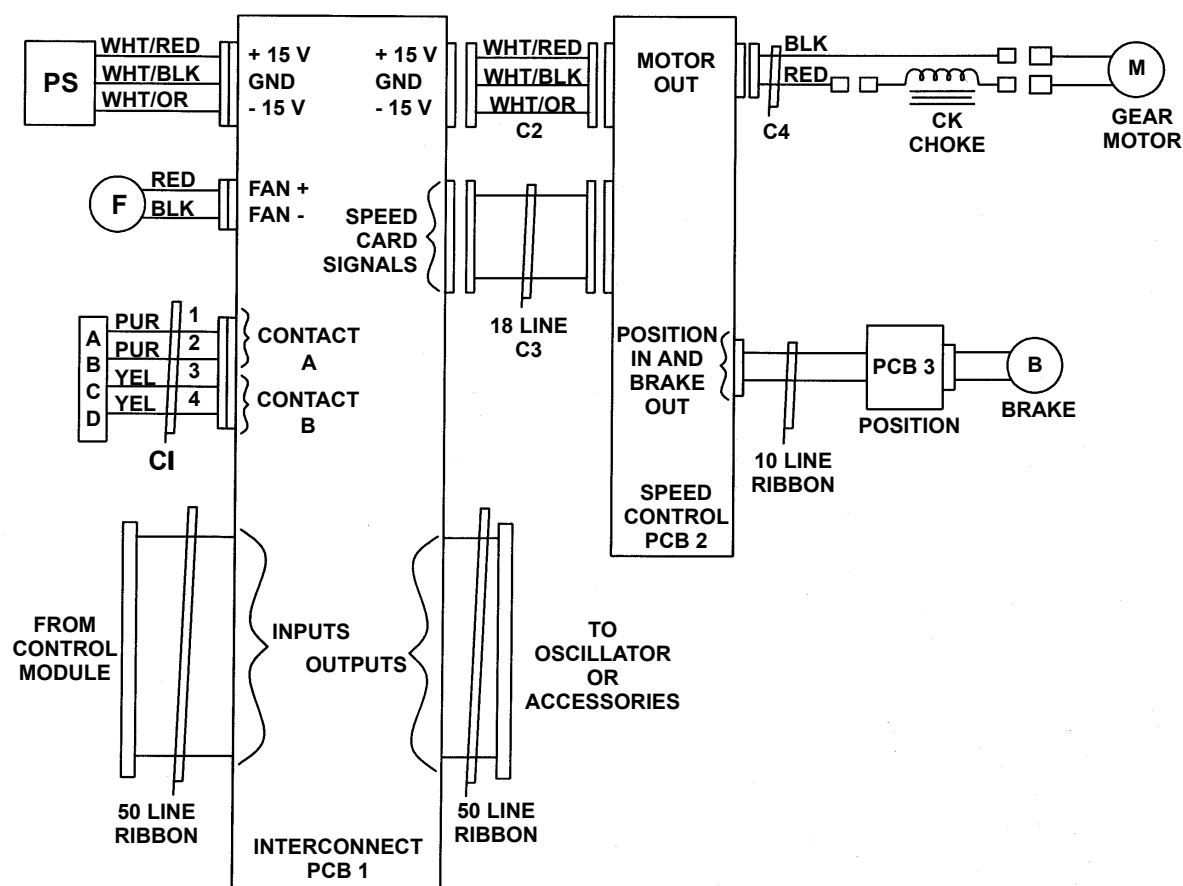 PS
WHT/RED
WHT/BLK
WHT/OR
+ 15 V
GND
- 15 V
+ 15 V
GND
- 15 V
WHT/RED
WHT/BLK
WHT/OR
C2
MOTOR
OUT
BLK
RED
C4
CK
CHOKE
M
GEAR
MOTOR
F
RED
BLK
FAN +
FAN -
SPEED
CARD
SIGNALS
18 LINE
C3
A
B
C
D
PUR
PUR
YEL
YEL
1
2
3
4
CI
CONTACT
A
CONTACT
B
POSITION
IN AND
BRAKE
OUT
PCB 3
POSITION
B
BRAKE
10 LINE
RIBBON
SPEED
CONTROL
PCB 2
FROM
CONTROL
MODULE
50 LINE
RIBBON
INPUTS
OUTPUTS
TO
OSCILLATOR
OR
ACCESSORIES
50 LINE
RIBBON
INTERCONNECT
PCB 1